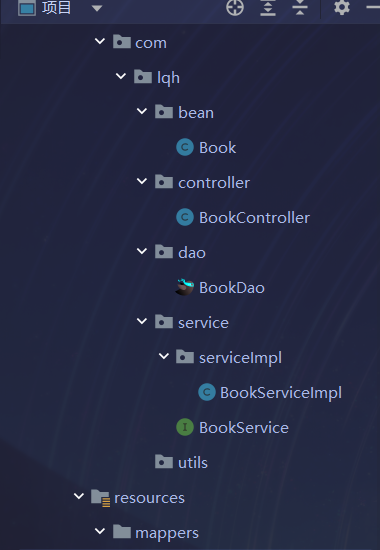 项目
com
lqh
bean
C Book
controller
C BookController
dao
BookDao
service
serviceImpl
C BookServiceImpl
I BookService
utils
resources
mappers